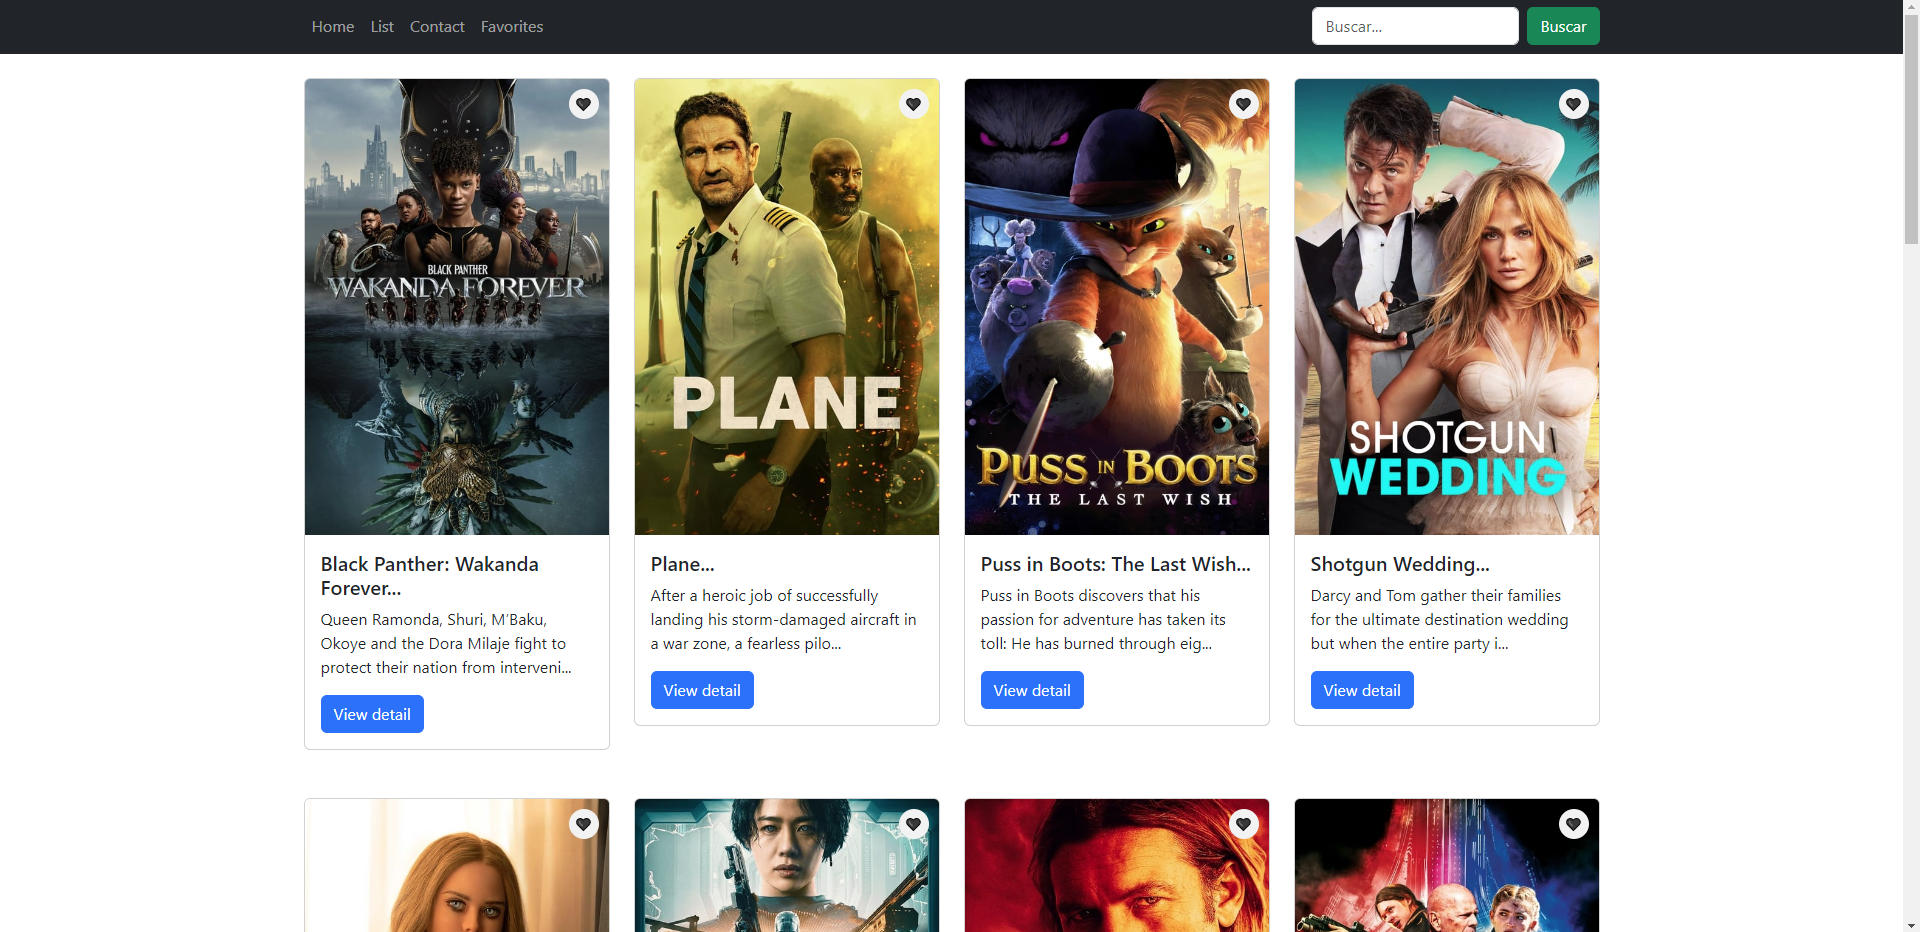 Home List Contact Favorites Buscar... Buscar
BLACK PANTHER
WAKANDA FOREVER
PLANE
PUSS IN BOOTS
THE LAST WISH
SHOTGUN
WEDDING
Black Panther: Wakanda
Forever...
Queen Ramonda, Shuri, M’Baku,
Okoye and the Dora Milaje fight to
protect their nation from interveni...
View detail
Plane...
After a heroic job of successfully
landing his storm-damaged aircraft in
a war zone, a fearless pilo...
View detail
Puss in Boots: The Last Wish...
Puss in Boots discovers that his
passion for adventure has taken its
toll: He has burned through eig...
View detail
Shotgun Wedding...
Darcy and Tom gather their families
for the ultimate destination wedding
but when the entire party i...
View detail